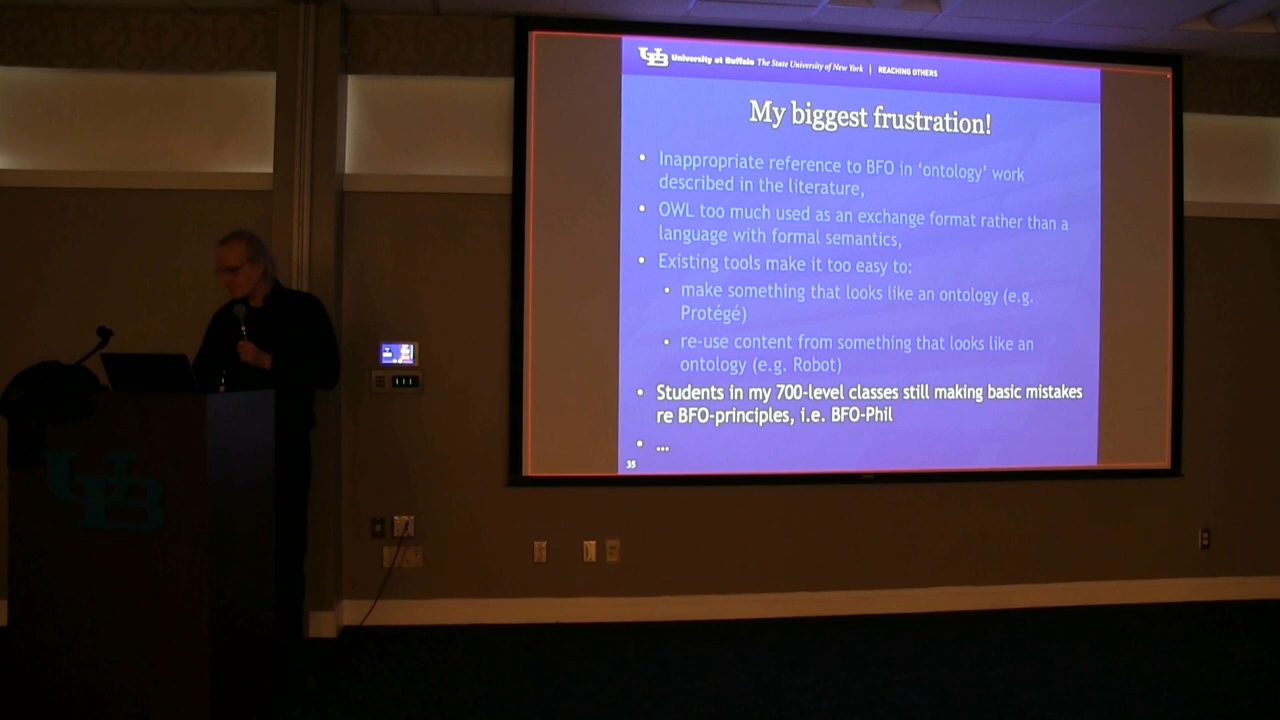 UB University at Buffalo The State University of New York | REACHING OTHERS
My biggest frustration!
• Inappropriate reference to BFO in ‘ontology’ work
described in the literature,
• OWL too much used as an exchange format rather than a
language with formal semantics,
• Existing tools make it too easy to:
• make something that looks like an ontology (e.g.
Protégé)
• re-use content from something that looks like an
ontology (e.g. Robot)
• Students in my 700-level classes still making basic mistakes
re BFO-principles, i.e. BFO-Phil
• ...
35
UB